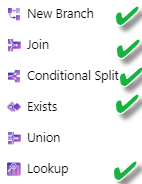 New Branch
Join
Conditional Split
Exists
Union
Lookup